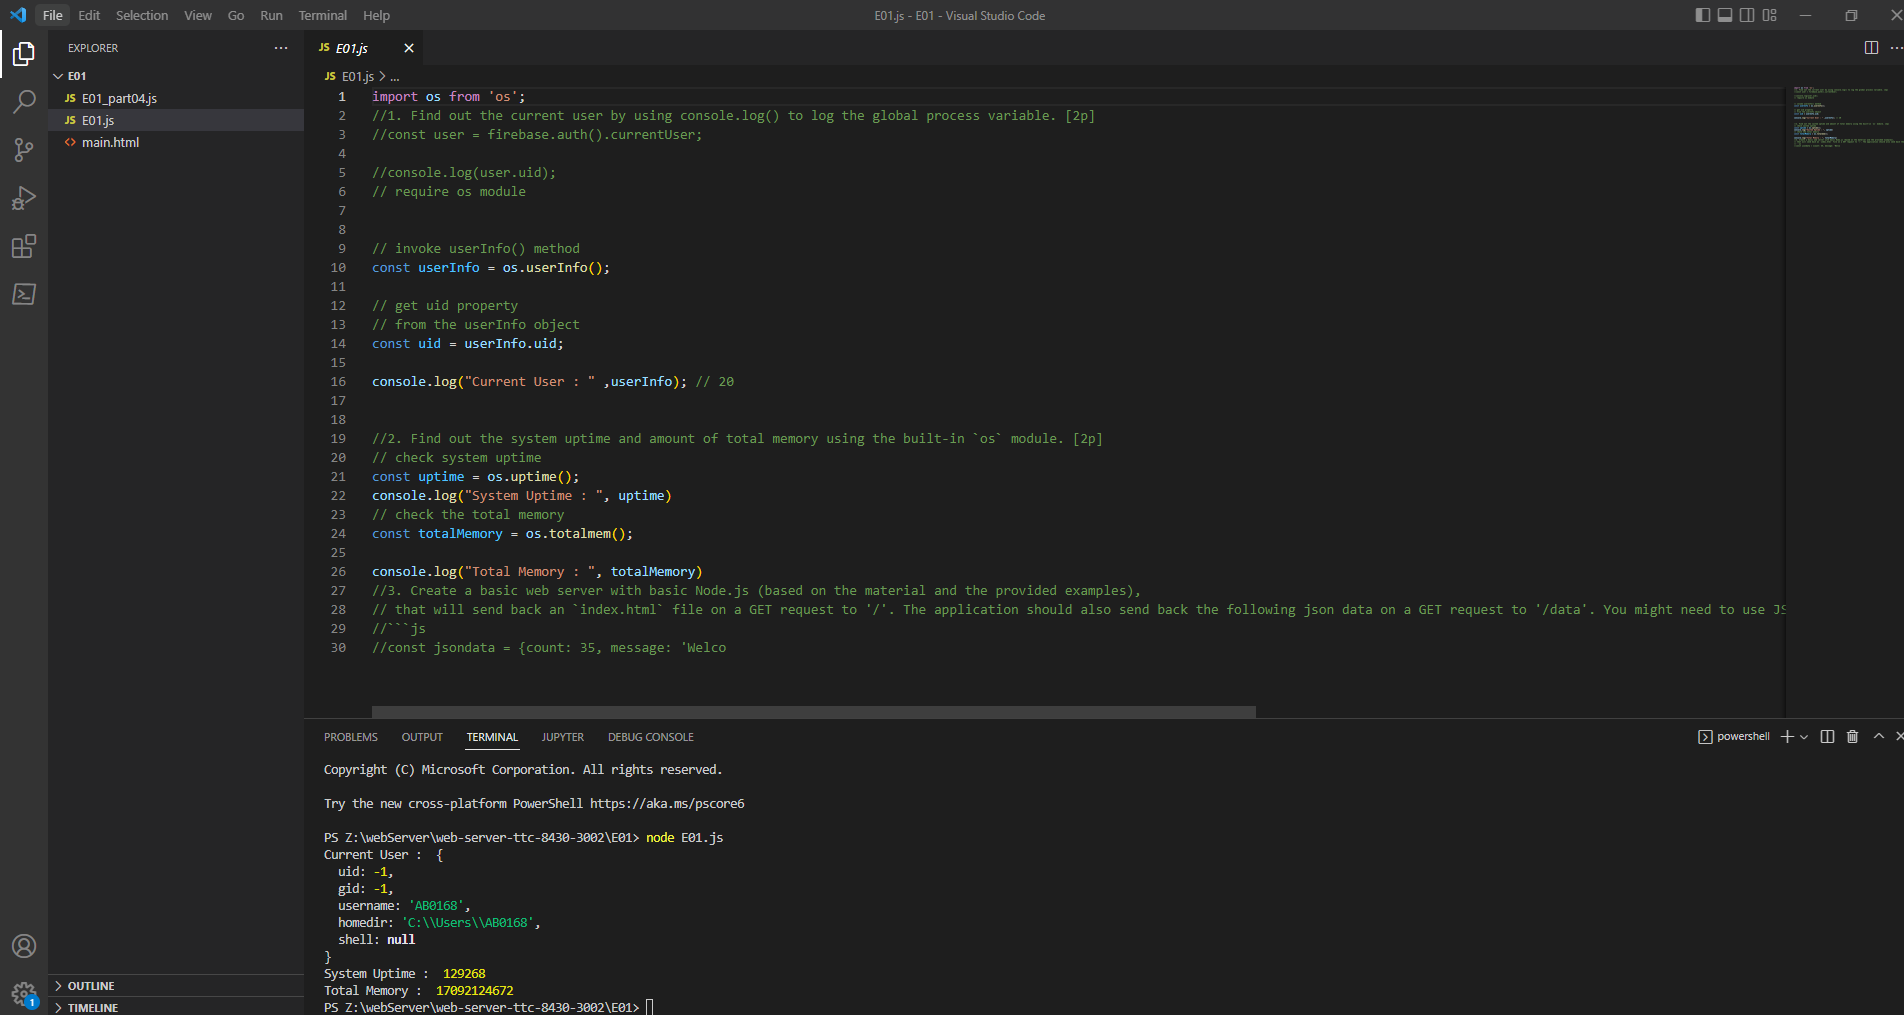 File Edit Selection View Go Run Terminal Help
E01.js - E01 - Visual Studio Code
EXPLORER
E01
JS E01_part04.js
JS E01.js
<> main.html
OUTLINE
TIMELINE
1
JS E01.js
JS E01.js > ...
1 import os from 'os';
2 //1. Find out the current user by using console.log() to log the global process variable. [2p]
3 //const user = firebase.auth().currentUser;
4
5 //console.log(user.uid);
6 // require os module
7
8
9 // invoke userInfo() method
10 const userInfo = os.userInfo();
11
12 // get uid property
13 // from the userInfo object
14 const uid = userInfo.uid;
15
16 console.log("Current User : " ,userInfo); // 20
17
18
19 //2. Find out the system uptime and amount of total memory using the built-in `os` module. [2p]
20 // check system uptime
21 const uptime = os.uptime();
22 console.log("System Uptime : ", uptime)
23 // check the total memory
24 const totalMemory = os.totalmem();
25
26 console.log("Total Memory : ", totalMemory)
27 //3. Create a basic web server with basic Node.js (based on the material and the provided examples),
28 // that will send back an `index.html` file on a GET request to '/'. The application should also send back the following json data on a GET request to '/data'. You might need to use JS
29 //```js
30 //const jsondata = {count: 35, message: 'Welco
PROBLEMS OUTPUT TERMINAL JUPYTER DEBUG CONSOLE
powershell
Copyright (C) Microsoft Corporation. All rights reserved.
Try the new cross-platform PowerShell https://aka.ms/pscore6
PS Z:\webServer\web-server-ttc-8430-3002\E01> node E01.js
Current User :  {
  uid: -1,
  gid: -1,
  username: 'AB0168',
  homedir: 'C:\\Users\\AB0168',
  shell: null
}
System Uptime :  129268
Total Memory :  17092124672
PS Z:\webServer\web-server-ttc-8430-3002\E01>